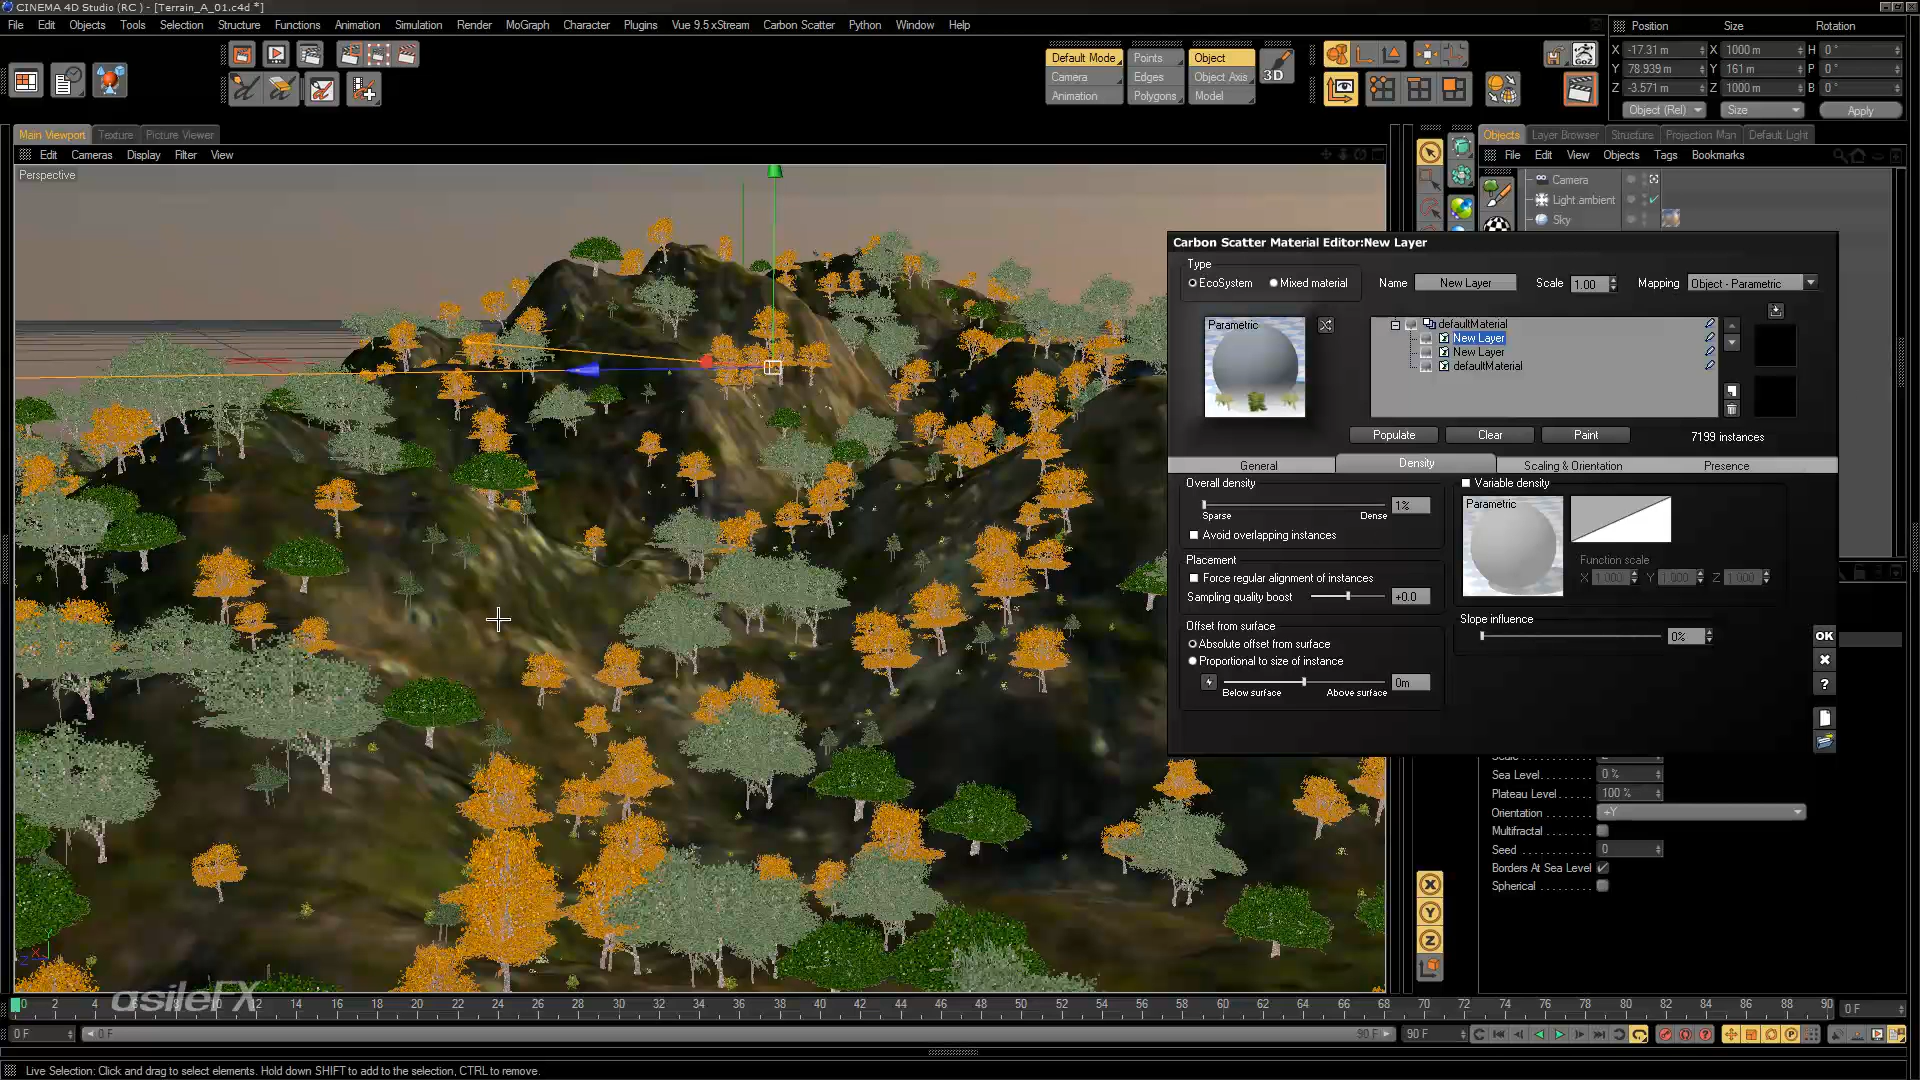 CINEMA 4D Studio (RC ) - [Terrain_A_01.c4d *]
File Edit Objects Tools Selection Structure Functions Animation Simulation Render MoGraph Character Plugins Vue 9.5 xStream Carbon Scatter Python Window Help
Default Mode Points Object
Camera Edges Object Axis
Animation Polygons Model
3D
GoZ
Position Size Rotation
X -17.31 m X 1000 m H 0 °
Y 78.939 m Y 161 m P 0 °
Z -3.571 m Z 1000 m B 0 °
Object (Rel) Size Apply
Main Viewport Texture Picture Viewer
Edit Cameras Display Filter View
Perspective
Objects Layer Browser Structure Projection Man Default Light
File Edit View Objects Tags Bookmarks
Camera
Light.ambient
Sky
Carbon Scatter Material Editor:New Layer
Type
EcoSystem Mixed material Name New Layer Scale 1.00 Mapping Object - Parametric
Parametric
defaultMaterial
New Layer
New Layer
defaultMaterial
Populate Clear Paint 7199 instances
General Density Scaling & Orientation Presence
Overall density
1%
Sparse Dense
Avoid overlapping instances
Placement
Force regular alignment of instances
Sampling quality boost +0.0
Offset from surface
Absolute offset from surface
Proportional to size of instance
0m
Below surface Above surface
Variable density
Parametric
Function scale
X 1.000 Y 1.000 Z 1.000
Slope influence
0%
OK
?
Sea Level 0 %
Plateau Level 100 %
Orientation +Y
Multifractal
Seed 0
Borders At Sea Level
Spherical
X
Y
Z
asileFX
0 2 4 14 16 18 20 22 24 26 28 30 32 34 36 38 40 42 44 46 48 50 52 54 56 58 60 62 64 66 68 70 72 74 76 78 80 82 84 86 88 90 0 F
0 F 0 F 90 F 90 F
Live Selection: Click and drag to select elements. Hold down SHIFT to add to the selection, CTRL to remove.